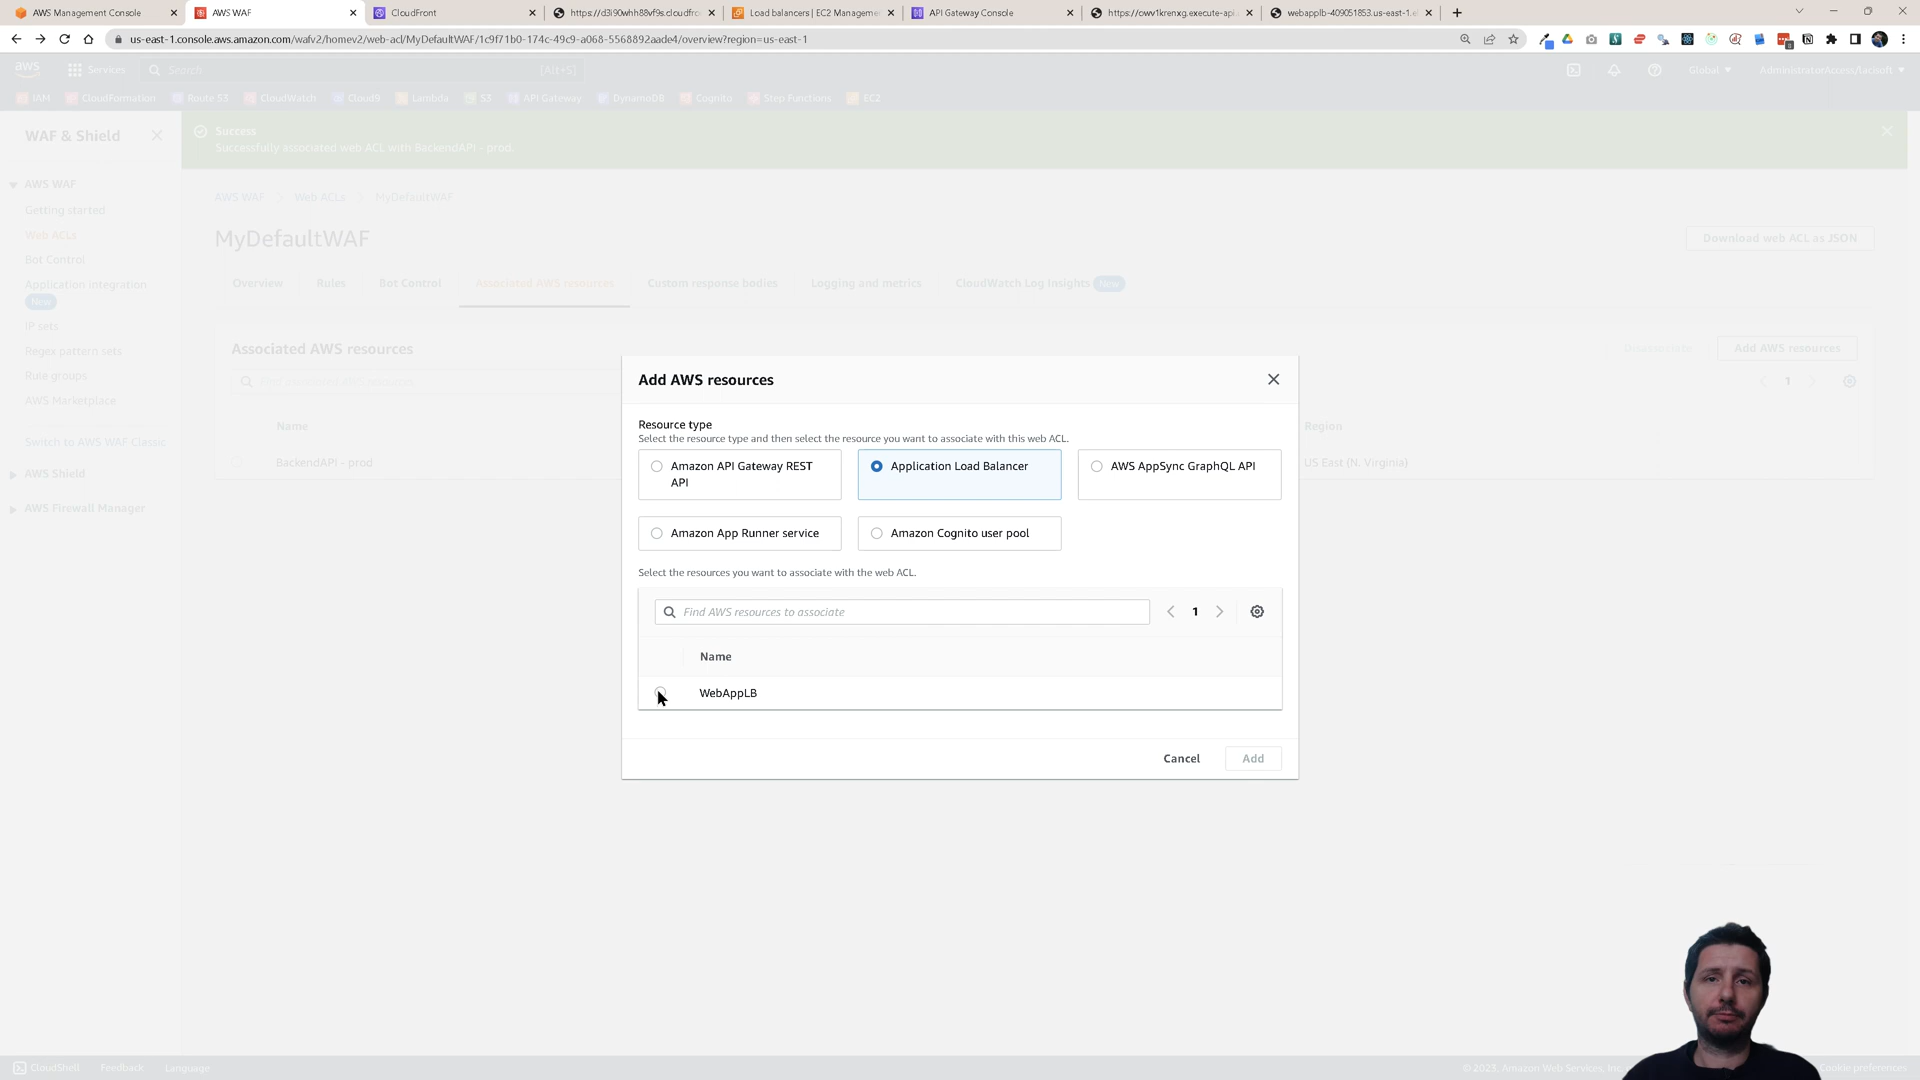 AWS Management Console
AWS WAF
CloudFront
https://d3i90whh88vf9s.cloudfro
Load balancers | EC2 Manageme
API Gateway Console
https://owv1krenxg.execute-api.
webapplb-409051853.us-east-1.el
us-east-1.console.aws.amazon.com/wafv2/homev2/web-acl/MyDefaultWAF/1c9f71b0-174c-49c9-a068-5568892aade4/overview?region=us-east-1
aws
Services
Search
[Alt+S]
Global
AdministratorAccess/tacisoft
IAM
CloudFormation
Route 53
CloudWatch
Cloud9
Lambda
S3
API Gateway
DynamoDB
Cognito
Step Functions
EC2
WAF & Shield
AWS WAF
Getting started
Web ACLs
Bot Control
Application Integration
New
IP sets
Regex pattern sets
Rule groups
AWS Marketplace
Switch to AWS WAF Classic
AWS Shield
AWS Firewall Manager
Success
Successfully associated web ACL with BackendAPI - prod.
AWS WAF > Web ACLs > MyDefaultWAF
MyDefaultWAF
Download web ACL as JSON
Overview
Rules
Bot Control
Associated AWS resources
Custom response bodies
Logging and metrics
CloudWatch Log Insights New
Associated AWS resources
Disassociate
Add AWS resources
Find associated AWS resources
1
Name
Region
BackendAPI - prod
US East (N. Virginia)
Add AWS resources
Resource type
Select the resource type and then select the resource you want to associate with this web ACL.
Amazon API Gateway REST
API
Application Load Balancer
AWS AppSync GraphQL API
Amazon App Runner service
Amazon Cognito user pool
Select the resources you want to associate with the web ACL.
Find AWS resources to associate
1
Name
WebAppLB
Cancel
Add
CloudShell
Feedback
Language
© 2023, Amazon Web Services, Inc.
Cookie preferences